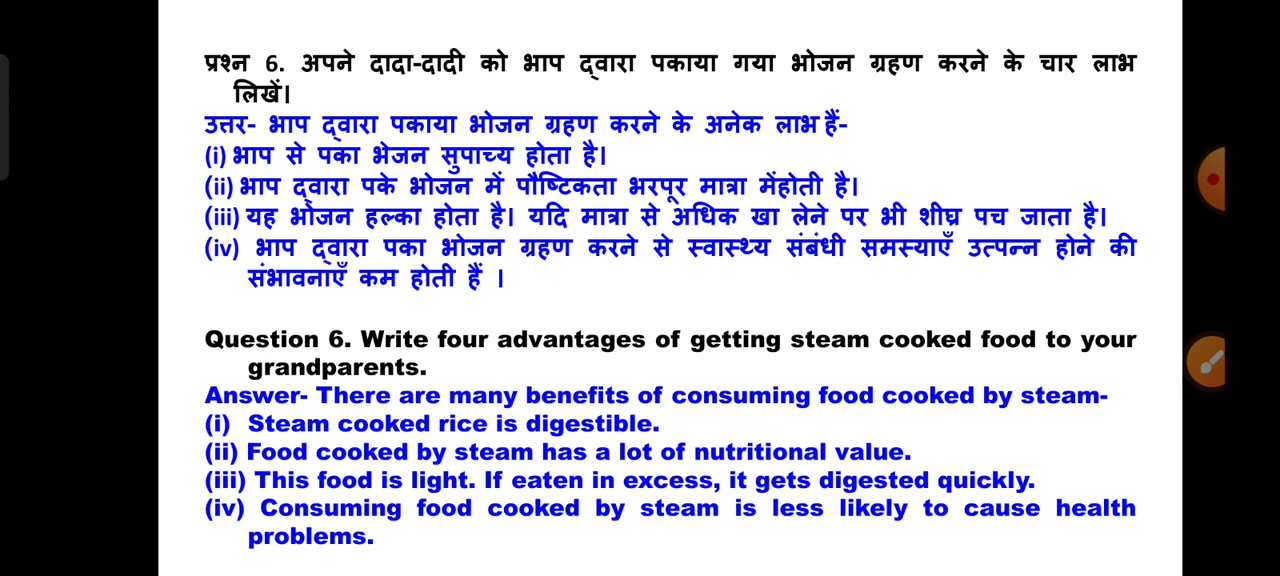 प्रश्न 6. अपने दादा-दादी को भाप द्वारा पकाया गया भोजन ग्रहण करने के चार लाभ
लिखें।
उत्तर- भाप द्वारा पकाया भोजन ग्रहण करने के अनेक लाभ हैं-
(i) भाप से पका भेजन सुपाच्य होता है।
(ii) भाप द्वारा पके भोजन में पौष्टिकता भरपूर मात्रा मेंहोती है।
(iii) यह भोजन हल्का होता है। यदि मात्रा से अधिक खा लेने पर भी शीघ्र पच जाता है।
(iv) भाप द्वारा पका भोजन ग्रहण करने से स्वास्थ्य संबंधी समस्याएँ उत्पन्न होने की
संभावनाएँ कम होती हैं ।
Question 6. Write four advantages of getting steam cooked food to your
grandparents.
Answer- There are many benefits of consuming food cooked by steam-
(i) Steam cooked rice is digestible.
(ii) Food cooked by steam has a lot of nutritional value.
(iii) This food is light. If eaten in excess, it gets digested quickly.
(iv) Consuming food cooked by steam is less likely to cause health
problems.